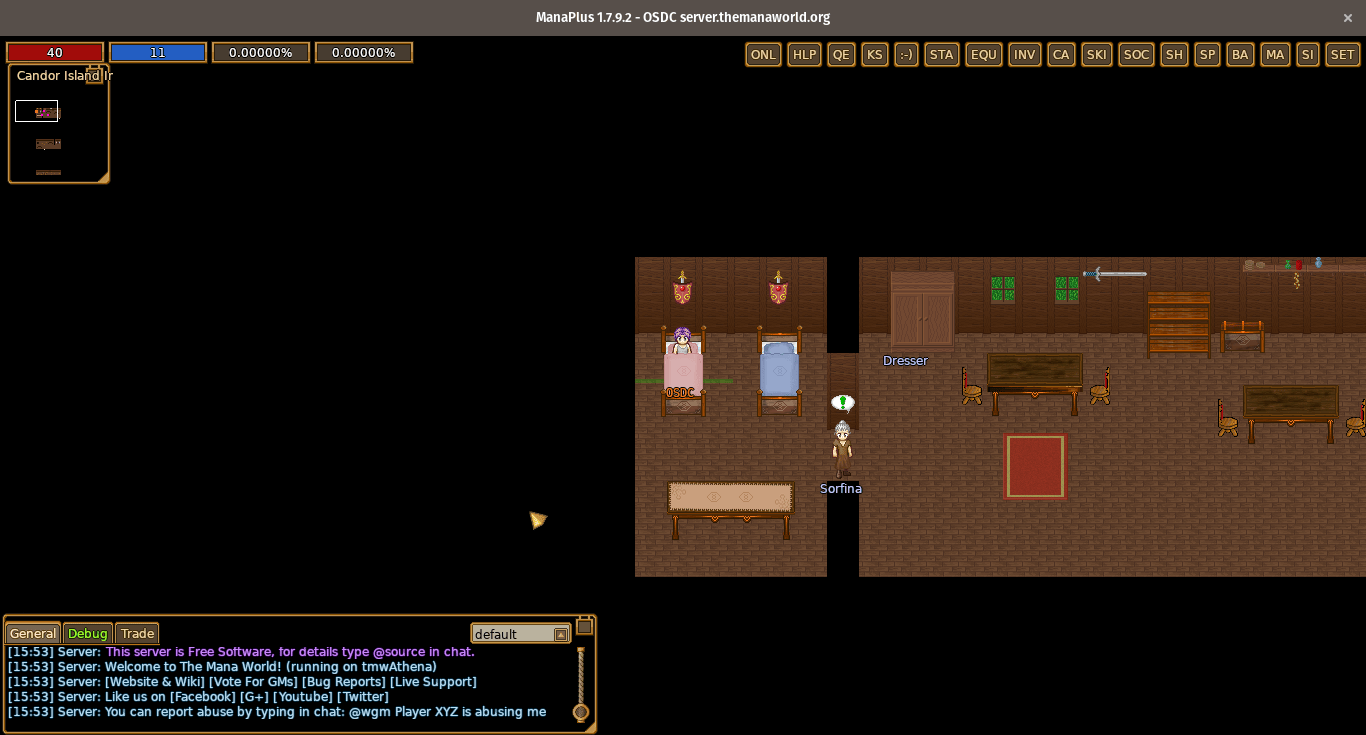 ManaPlus 1.7.9.2 - OSDC server.themanaworld.org
40 11 0.00000% 0.00000% ONL HLP QE KS :-) STA EQU INV CA SKI SOC SH SP BA MA SI SET
Candor Island Ir
Dresser
OSDC
Sorfina
General Debug Trade default
[15:53] Server: This server is Free Software, for details type @source in chat.
[15:53] Server: Welcome to The Mana World! (running on tmwAthena)
[15:53] Server: [Website & Wiki] [Vote For GMs] [Bug Reports] [Live Support]
[15:53] Server: Like us on [Facebook] [G+] [Youtube] [Twitter]
[15:53] Server: You can report abuse by typing in chat: @wgm Player XYZ is abusing me